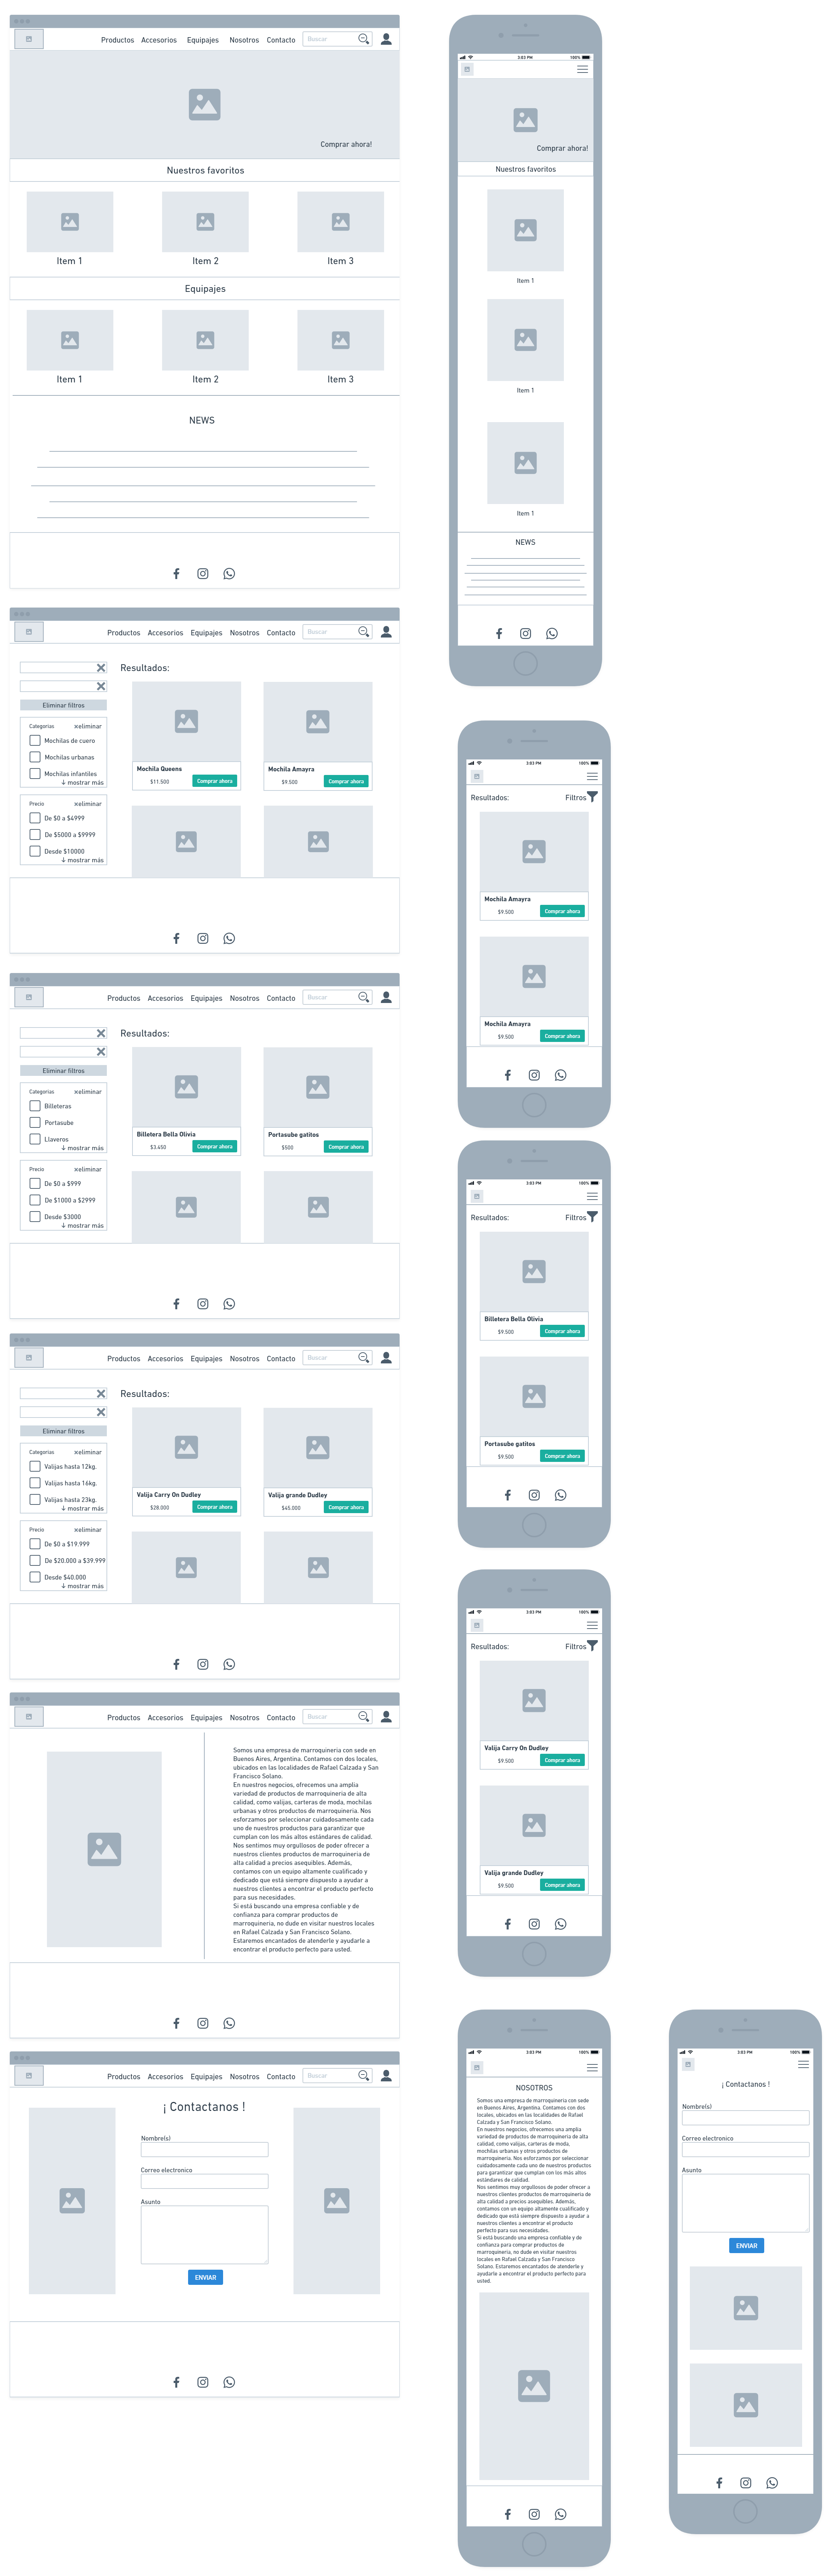 Productos Accesorios Equipajes Nosotros Contacto Buscar
Comprar ahora!
Nuestros favoritos
Item 1 Item 2 Item 3
Equipajes
Item 1 Item 2 Item 3
NEWS
Productos Accesorios Equipajes Nosotros Contacto Buscar
Resultados:
Eliminar filtros
Categorias ×eliminar
Mochilas de cuero
Mochilas urbanas
Mochilas infantiles
↓ mostrar más
Precio ×eliminar
De $0 a $4999
De $5000 a $9999
Desde $10000
↓ mostrar más
Mochila Queens
$11.500 Comprar ahora
Mochila Amayra
$9.500 Comprar ahora
Productos Accesorios Equipajes Nosotros Contacto Buscar
Resultados:
Eliminar filtros
Categorias ×eliminar
Billeteras
Portasube
Llaveros
↓ mostrar más
Precio ×eliminar
De $0 a $999
De $1000 a $2999
Desde $3000
↓ mostrar más
Billetera Bella Olivia
$3.450 Comprar ahora
Portasube gatitos
$500 Comprar ahora
Productos Accesorios Equipajes Nosotros Contacto Buscar
Resultados:
Eliminar filtros
Categorias ×eliminar
Valijas hasta 12kg.
Valijas hasta 16kg.
Valijas hasta 23kg.
↓ mostrar más
Precio ×eliminar
De $0 a $19.999
De $20.000 a $39.999
Desde $40.000
↓ mostrar más
Valija Carry On Dudley
$28.000 Comprar ahora
Valija grande Dudley
$45.000 Comprar ahora
Productos Accesorios Equipajes Nosotros Contacto Buscar
Somos una empresa de marroquineria con sede en
Buenos Aires, Argentina. Contamos con dos locales,
ubicados en las localidades de Rafael Calzada y San
Francisco Solano.
En nuestros negocios, ofrecemos una amplia
variedad de productos de marroquineria de alta
calidad, como valijas, carteras de moda, mochilas
urbanas y otros productos de marroquineria. Nos
esforzamos por seleccionar cuidadosamente cada
uno de nuestros productos para garantizar que
cumplan con los más altos estándares de calidad.
Nos sentimos muy orgullosos de poder ofrecer a
nuestros clientes productos de marroquineria de
alta calidad a precios asequibles. Además,
contamos con un equipo altamente cualificado y
dedicado que está siempre dispuesto a ayudar a
nuestros clientes a encontrar el producto perfecto
para sus necesidades.
Si está buscando una empresa confiable y de
confianza para comprar productos de
marroquineria, no dude en visitar nuestros locales
en Rafael Calzada y San Francisco Solano.
Estaremos encantados de atenderle y ayudarle a
encontrar el producto perfecto para usted.
Productos Accesorios Equipajes Nosotros Contacto Buscar
¡ Contactanos !
Nombre(s)
Correo electronico
Asunto
ENVIAR
3:03 PM 100%
Comprar ahora!
Nuestros favoritos
Item 1
Item 1
Item 1
NEWS
3:03 PM 100%
Resultados: Filtros
Mochila Amayra
$9.500 Comprar ahora
Mochila Amayra
$9.500 Comprar ahora
3:03 PM 100%
Resultados: Filtros
Billetera Bella Olivia
$9.500 Comprar ahora
Portasube gatitos
$9.500 Comprar ahora
3:03 PM 100%
Resultados: Filtros
Valija Carry On Dudley
$9.500 Comprar ahora
Valija grande Dudley
$9.500 Comprar ahora
3:03 PM 100%
NOSOTROS
Somos una empresa de marroquineria con sede
en Buenos Aires, Argentina. Contamos con dos
locales, ubicados en las localidades de Rafael
Calzada y San Francisco Solano.
En nuestros negocios, ofrecemos una amplia
variedad de productos de marroquineria de alta
calidad, como valijas, carteras de moda,
mochilas urbanas y otros productos de
marroquineria. Nos esforzamos por seleccionar
cuidadosamente cada uno de nuestros productos
para garantizar que cumplan con los más altos
estándares de calidad.
Nos sentimos muy orgullosos de poder ofrecer a
nuestros clientes productos de marroquineria de
alta calidad a precios asequibles. Además,
contamos con un equipo altamente cualificado y
dedicado que está siempre dispuesto a ayudar a
nuestros clientes a encontrar el producto
perfecto para sus necesidades.
Si está buscando una empresa confiable y de
confianza para comprar productos de
marroquineria, no dude en visitar nuestros
locales en Rafael Calzada y San Francisco
Solano. Estaremos encantados de atenderle y
ayudarle a encontrar el producto perfecto para
usted.
3:03 PM 100%
¡ Contactanos !
Nombre(s)
Correo electronico
Asunto
ENVIAR